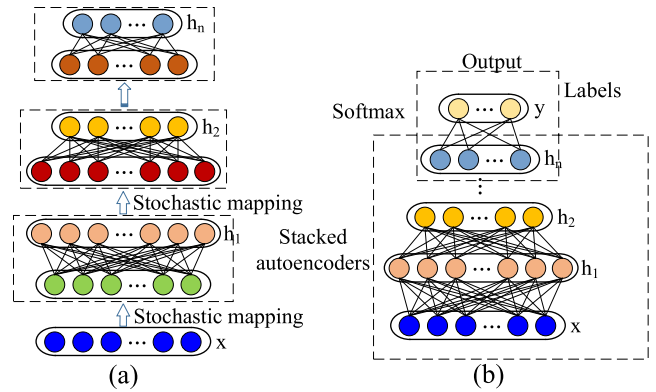 hn
h2
Stochastic mapping
h1
Stochastic mapping
x
(a)
Output
Labels
Softmax
y
hn
h2
Stacked
autoencoders
h1
x
(b)